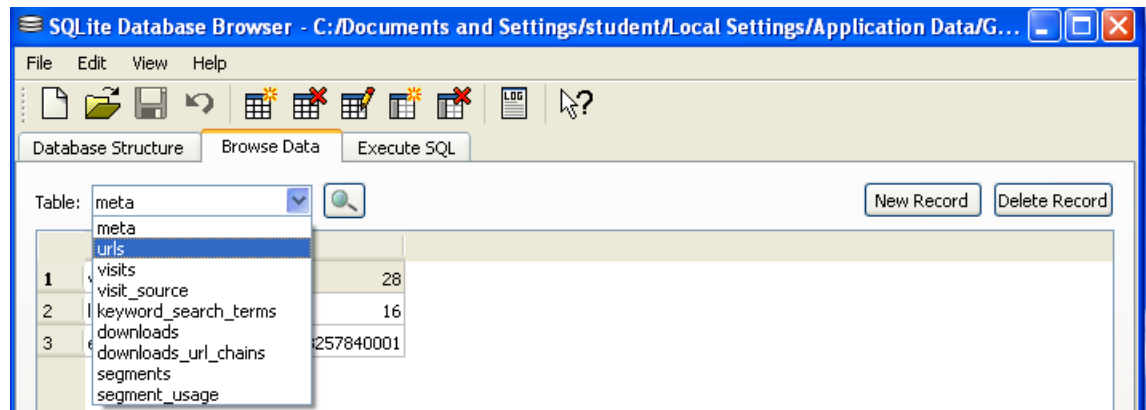 SQLite Database Browser - C:/Documents and Settings/student/Local Settings/Application Data/G...
File Edit View Help
LOG
Database Structure Browse Data Execute SQL
Table: meta New Record Delete Record
meta
urls
visits
1 28
visit_source
2 keyword_search_terms 16
downloads
3 257840001
downloads_url_chains
segments
segment_usage